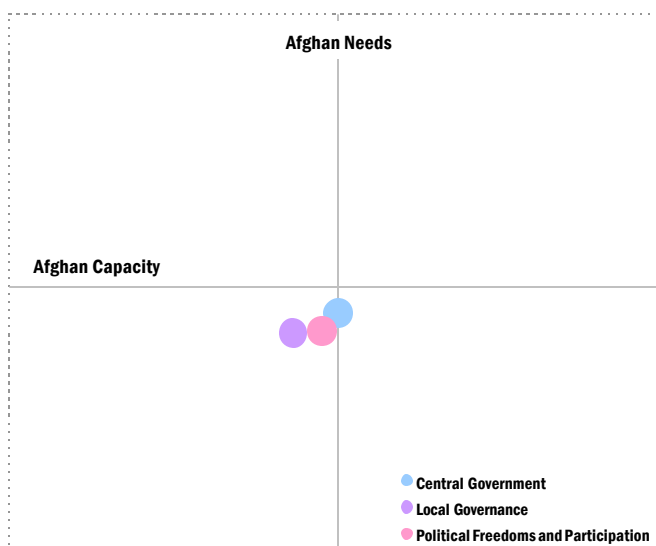 Afghan Needs
Afghan Capacity
Central Government
Local Governance
Political Freedoms and Participation